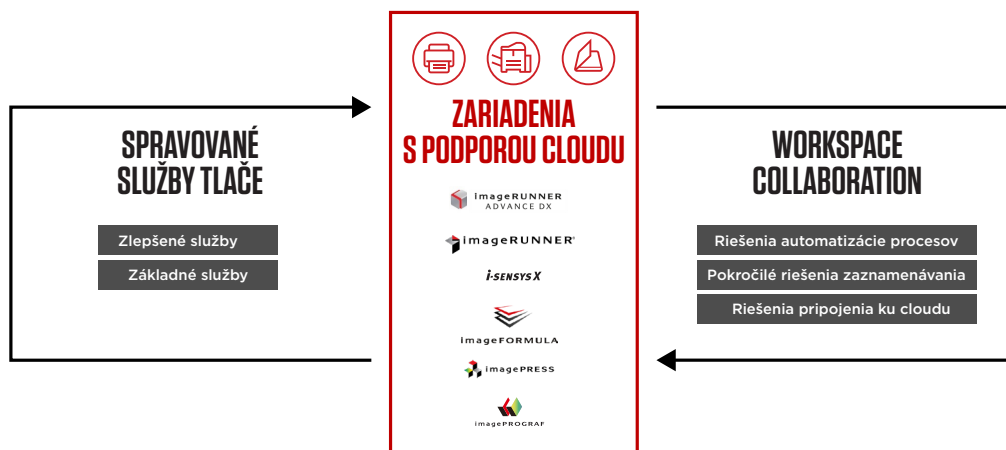 SPRAVOVANÉ
SLUŽBY TLAČE
Zlepšené služby
Základné služby
ZARIADENIA
S PODPOROU CLOUDU
imageRUNNER
ADVANCE DX
imageRUNNER®
i-SENSYS X
imageFORMULA
imagePRESS
imagePROGRAF
WORKSPACE
COLLABORATION
Riešenia automatizácie procesov
Pokročilé riešenia zaznamenávania
Riešenia pripojenia ku cloudu